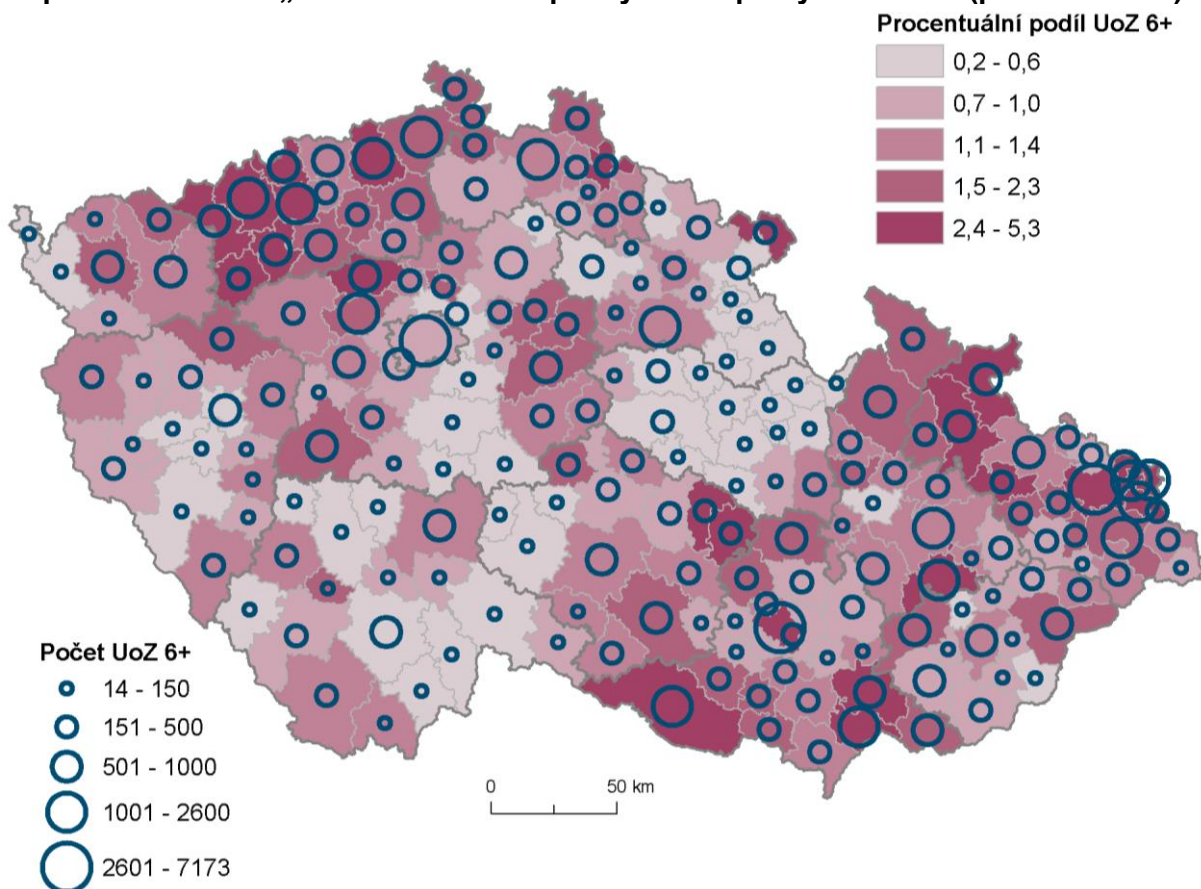 Procentuální podíl UoZ 6+
0,2 - 0,6
0,7 - 1,0
1,1 - 1,4
1,5 - 2,3
2,4 - 5,3
Počet UoZ 6+
14 - 150
151 - 500
501 - 1000
1001 - 2600
2601 - 7173
0 50 km